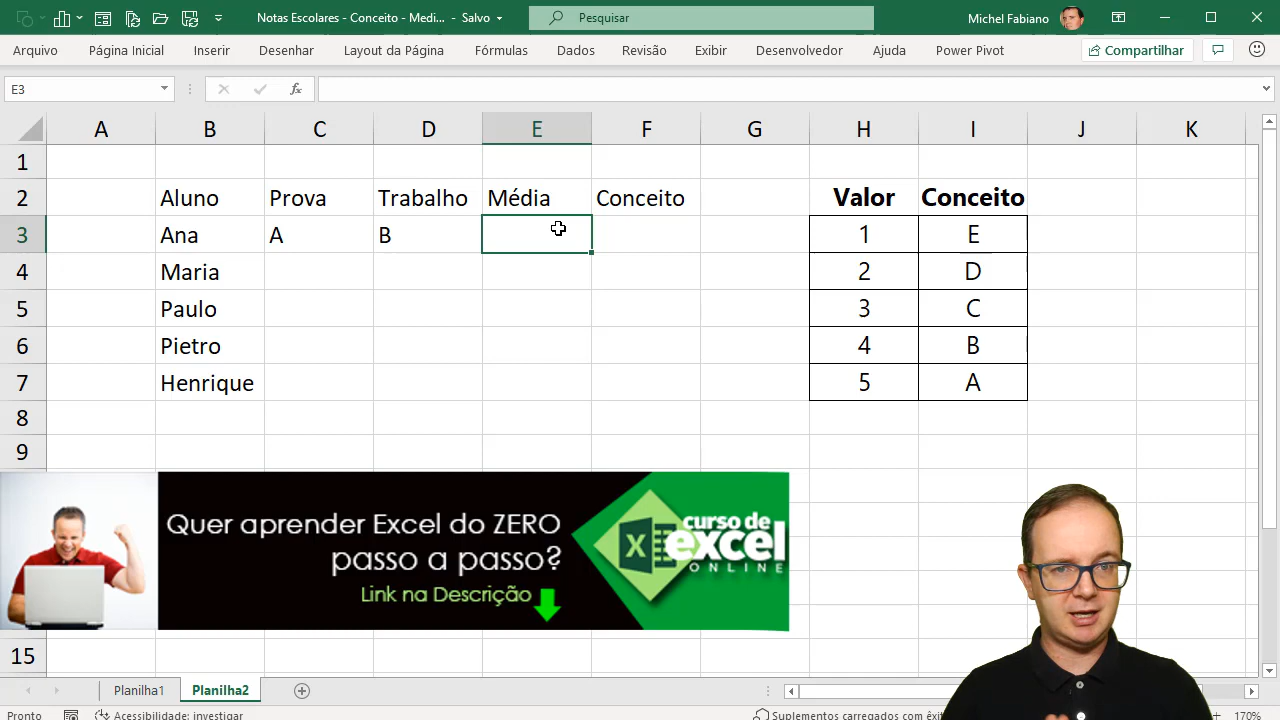 Notas Escolares - Conceito - Medi... - Salvo
Pesquisar
Michel Fabiano
Arquivo Página Inicial Inserir Desenhar Layout da Página Fórmulas Dados Revisão Exibir Desenvolvedor Ajuda Power Pivot Compartilhar
E3 fx
A B C D E F G H I J K
1
2 Aluno Prova Trabalho Média Conceito Valor Conceito
3 Ana A B 1 E
4 Maria 2 D
5 Paulo 3 C
6 Pietro 4 B
7 Henrique 5 A
8
9
Quer aprender Excel do ZERO
passo a passo?
Link na Descrição
curso de
excel
ONLINE
15
Planilha1 Planilha2
Pronto Acessibilidade: investigar Suplementos carregados com 170%